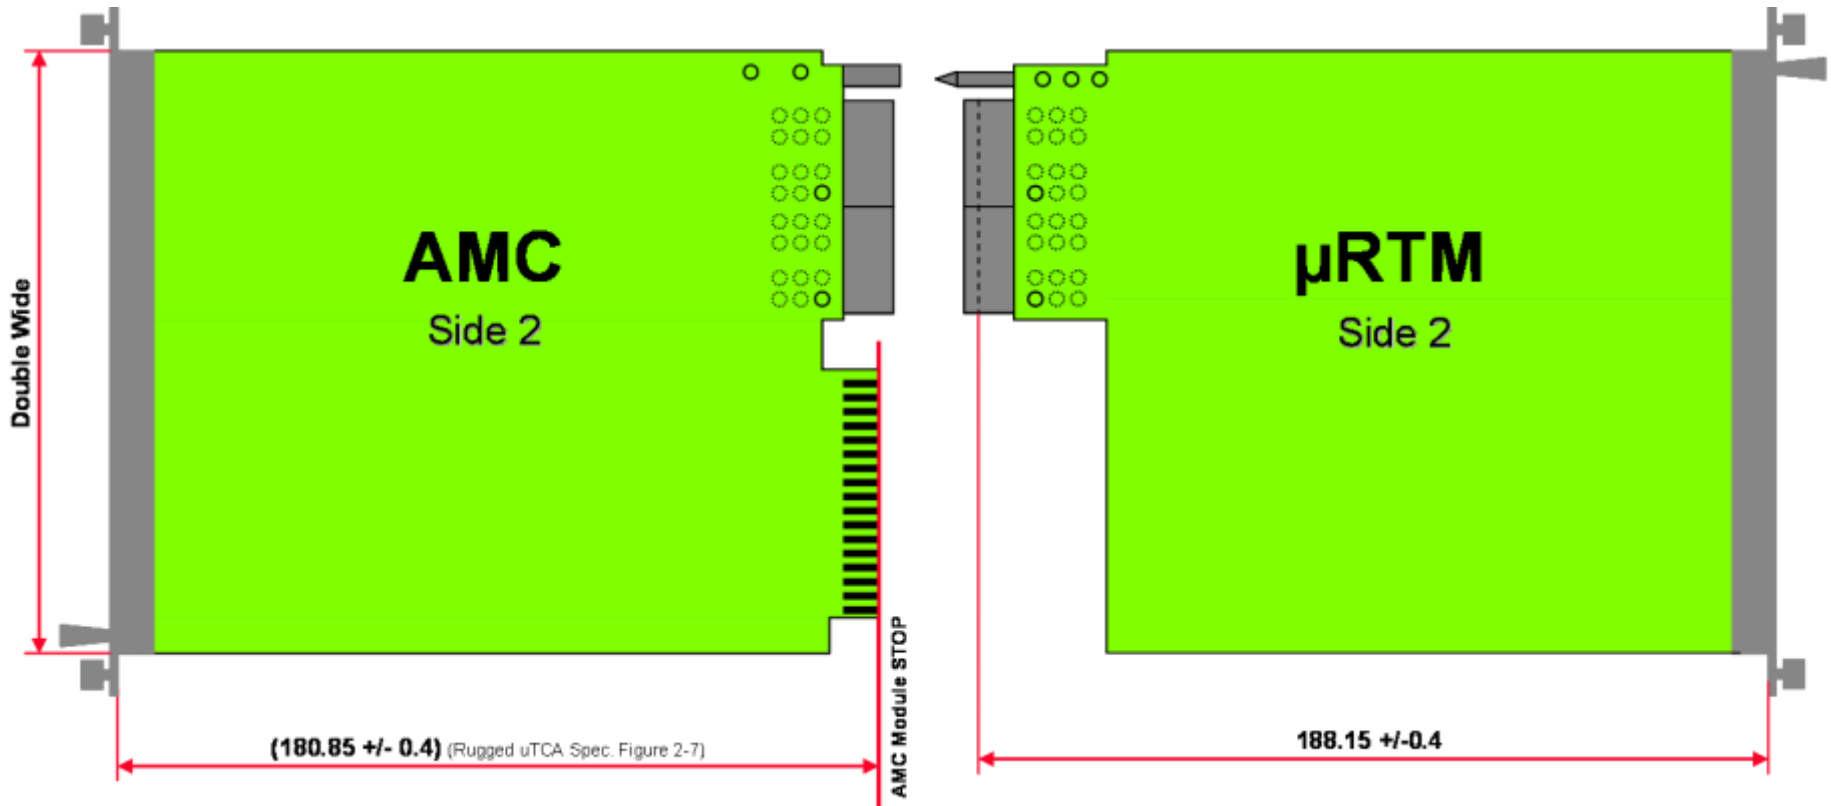 AMC
Side 2
µRTM
Side 2
Double Wide
(180.85 +/- 0.4) (Rugged uTCA Spec. Figure 2-7)
AMC Module STOP
188.15 +/-0.4